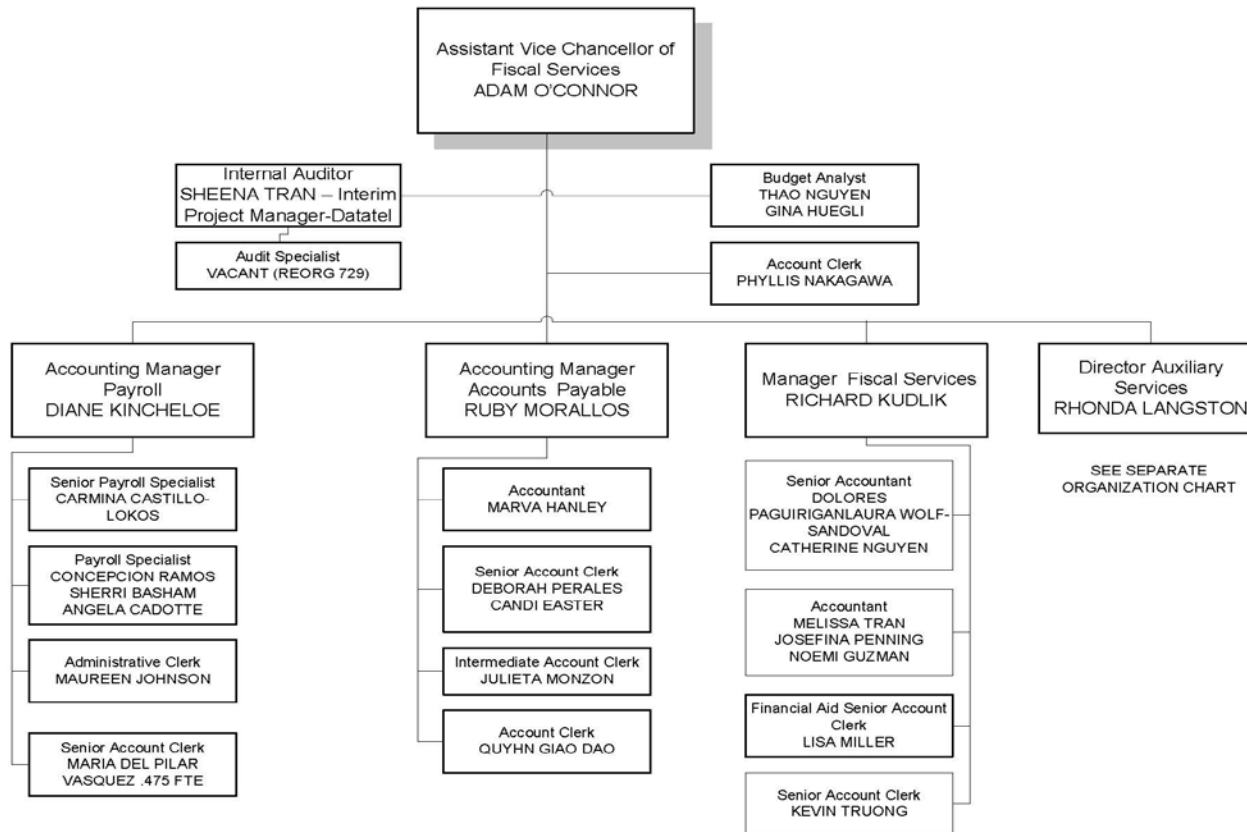 Assistant Vice Chancellor of
Fiscal Services
ADAM O'CONNOR
Internal Auditor
SHEENA TRAN – Interim
Project Manager-Datatel
Budget Analyst
THAO NGUYEN
GINA HUEGLI
Audit Specialist
VACANT (REORG 729)
Account Clerk
PHYLLIS NAKAGAWA
Accounting Manager
Payroll
DIANE KINCHELOE
Accounting Manager
Accounts Payable
RUBY MORALLOS
Manager Fiscal Services
RICHARD KUDLIK
Director Auxiliary
Services
RHONDA LANGSTON
Senior Payroll Specialist
CARMINA CASTILLO-
LOKOS
Payroll Specialist
CONCEPCION RAMOS
SHERRI BASHAM
ANGELA CADOTTE
Administrative Clerk
MAUREEN JOHNSON
Senior Account Clerk
MARIA DEL PILAR
VASQUEZ .475 FTE
Accountant
MARVA HANLEY
Senior Account Clerk
DEBORAH PERALES
CANDI EASTER
Intermediate Account Clerk
JULIETA MONZON
Account Clerk
QUYHN GIAO DAO
Senior Accountant
DOLORES
PAGUIRIGANLAURA WOLF-
SANDOVAL
CATHERINE NGUYEN
Accountant
MELISSA TRAN
JOSEFINA PENNING
NOEMI GUZMAN
Financial Aid Senior Account
Clerk
LISA MILLER
Senior Account Clerk
KEVIN TRUONG
SEE SEPARATE
ORGANIZATION CHART